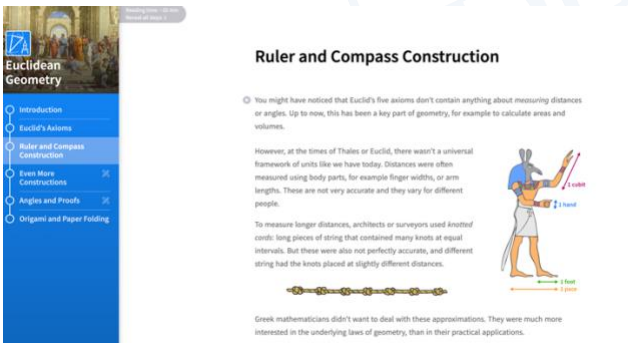 Reading time: ~30 min
Reveal all steps
Euclidean
Geometry
Introduction
Euclid's Axioms
Ruler and Compass
Construction
Even More
Constructions
Angles and Proofs
Origami and Paper Folding
Ruler and Compass Construction
You might have noticed that Euclid's five axioms don't contain anything about measuring distances
or angles. Up to now, this has been a key part of geometry, for example to calculate areas and
volumes.
However, at the times of Thales or Euclid, there wasn't a universal
framework of units like we have today. Distances were often
measured using body parts, for example finger widths, or arm
lengths. These are not very accurate and they vary for different
people.
1 cubit
1 hand
To measure longer distances, architects or surveyors used knotted
cords: long pieces of string that contained many knots at equal
intervals. But these were also not perfectly accurate, and different
string had the knots placed at slightly different distances.
1 foot
1 pace
Greek mathematicians didn't want to deal with these approximations. They were much more
interested in the underlying laws of geometry, than in their practical applications.